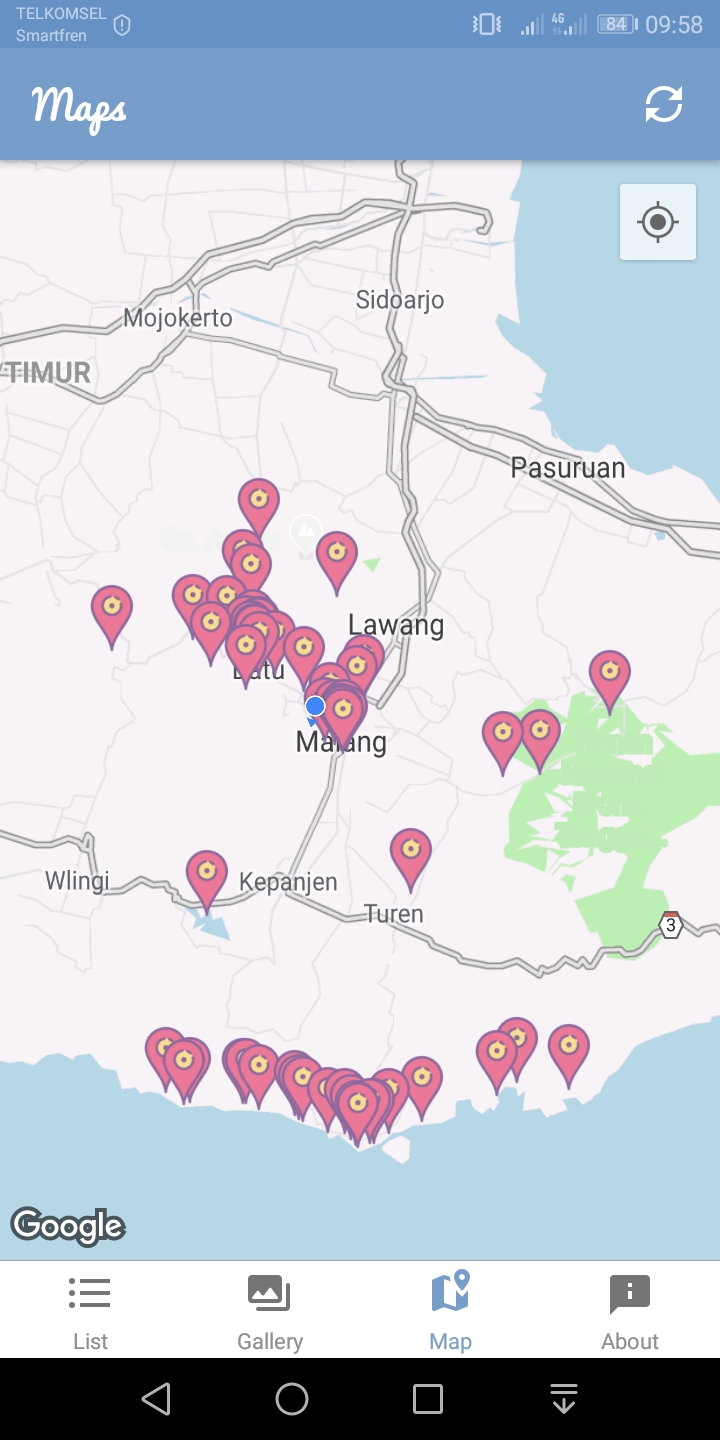 TELKOMSEL
Smartfren
4G
84
09:58
Maps
Sidoarjo
Mojokerto
TIMUR
Pasuruan
Lawang
Batu
Malang
Wlingi
Kepanjen
Turen
3
Google
List
Gallery
Map
About